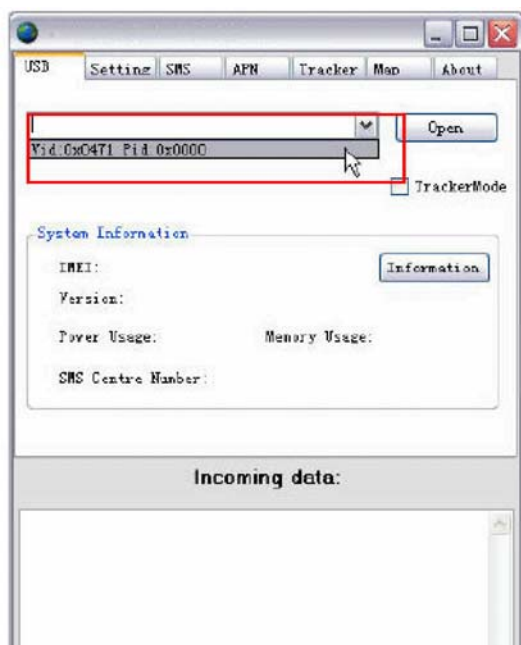 USB Setting SMS APN Tracker Map About
Open
Vid:0x0471 Pid:0x0000
TrackerMode
System Information
IMEI: Information
Version:
Power Usage: Memory Usage:
SMS Centre Number:
Incoming data: